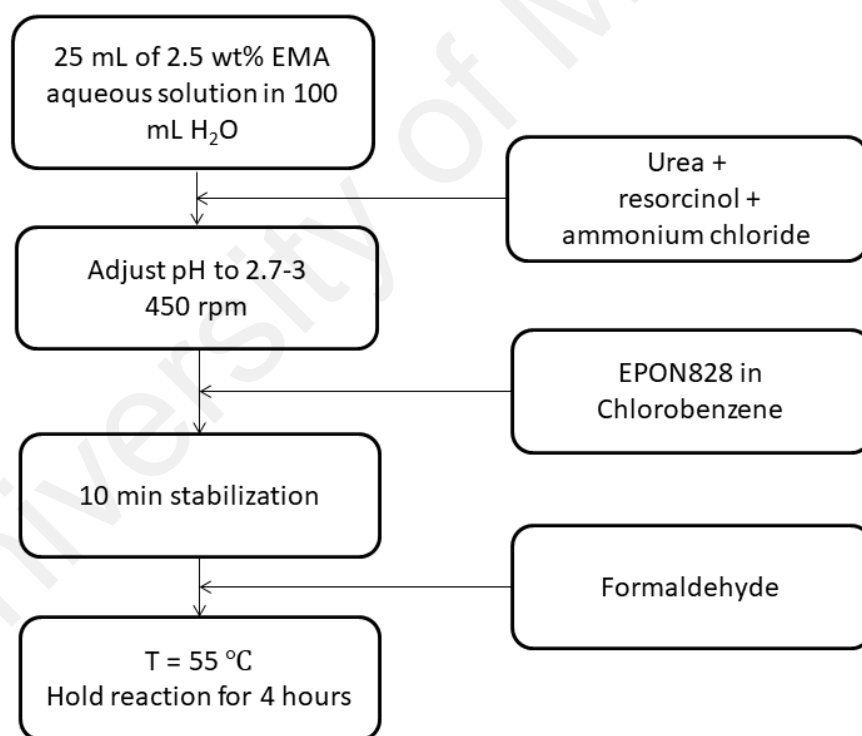 25 mL of 2.5 wt% EMA
aqueous solution in 100
mL H₂O
Urea +
resorcinol +
ammonium chloride
Adjust pH to 2.7-3
450 rpm
EPON828 in
Chlorobenzene
10 min stabilization
Formaldehyde
T = 55 °C
Hold reaction for 4 hours
University of M